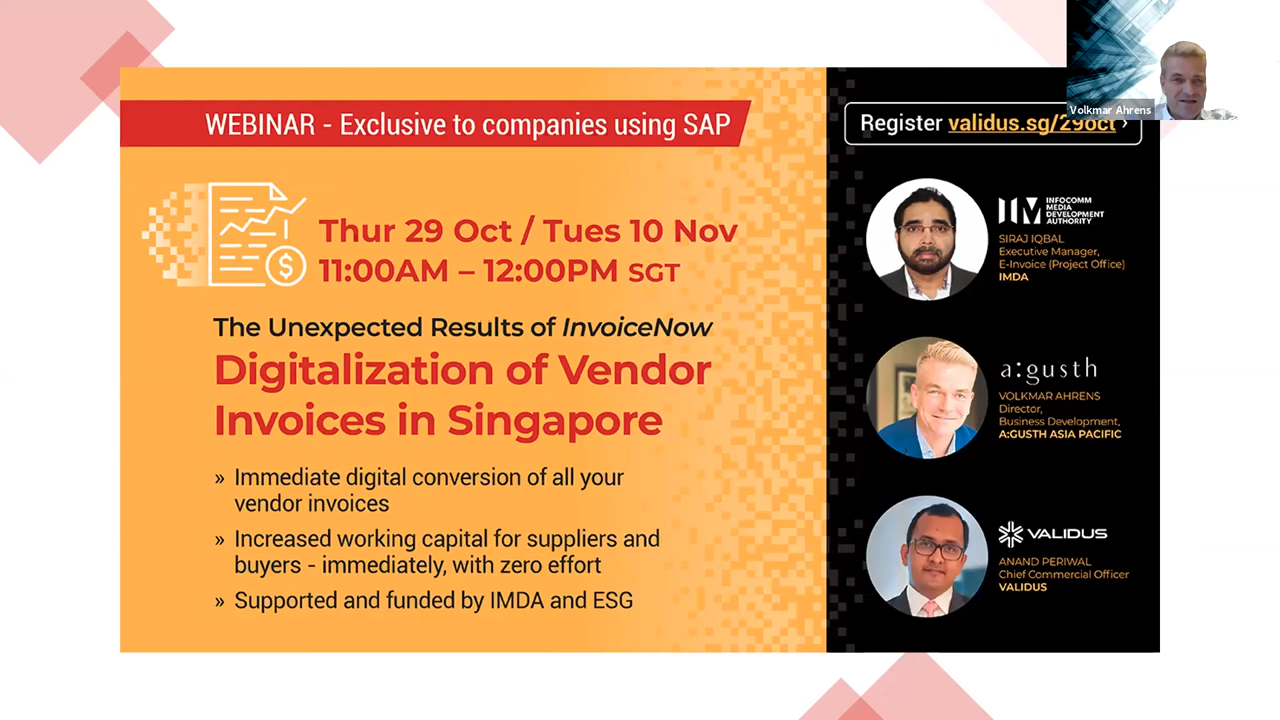 WEBINAR - Exclusive to companies using SAP
Thur 29 Oct / Tues 10 Nov
11:00AM – 12:00PM SGT
The Unexpected Results of InvoiceNow
Digitalization of Vendor
Invoices in Singapore
» Immediate digital conversion of all your
vendor invoices
» Increased working capital for suppliers and
buyers - immediately, with zero effort
» Supported and funded by IMDA and ESG
Volkmar Ahrens
Register validus.sg/29oct ›
INFOCOMM
MEDIA
DEVELOPMENT
AUTHORITY
SIRAJ IQBAL
Executive Manager,
E-Invoice (Project Office)
IMDA
a:gusth
VOLKMAR AHRENS
Director,
Business Development,
A:GUSTH ASIA PACIFIC
VALIDUS
ANAND PERIWAL
Chief Commercial Officer
VALIDUS